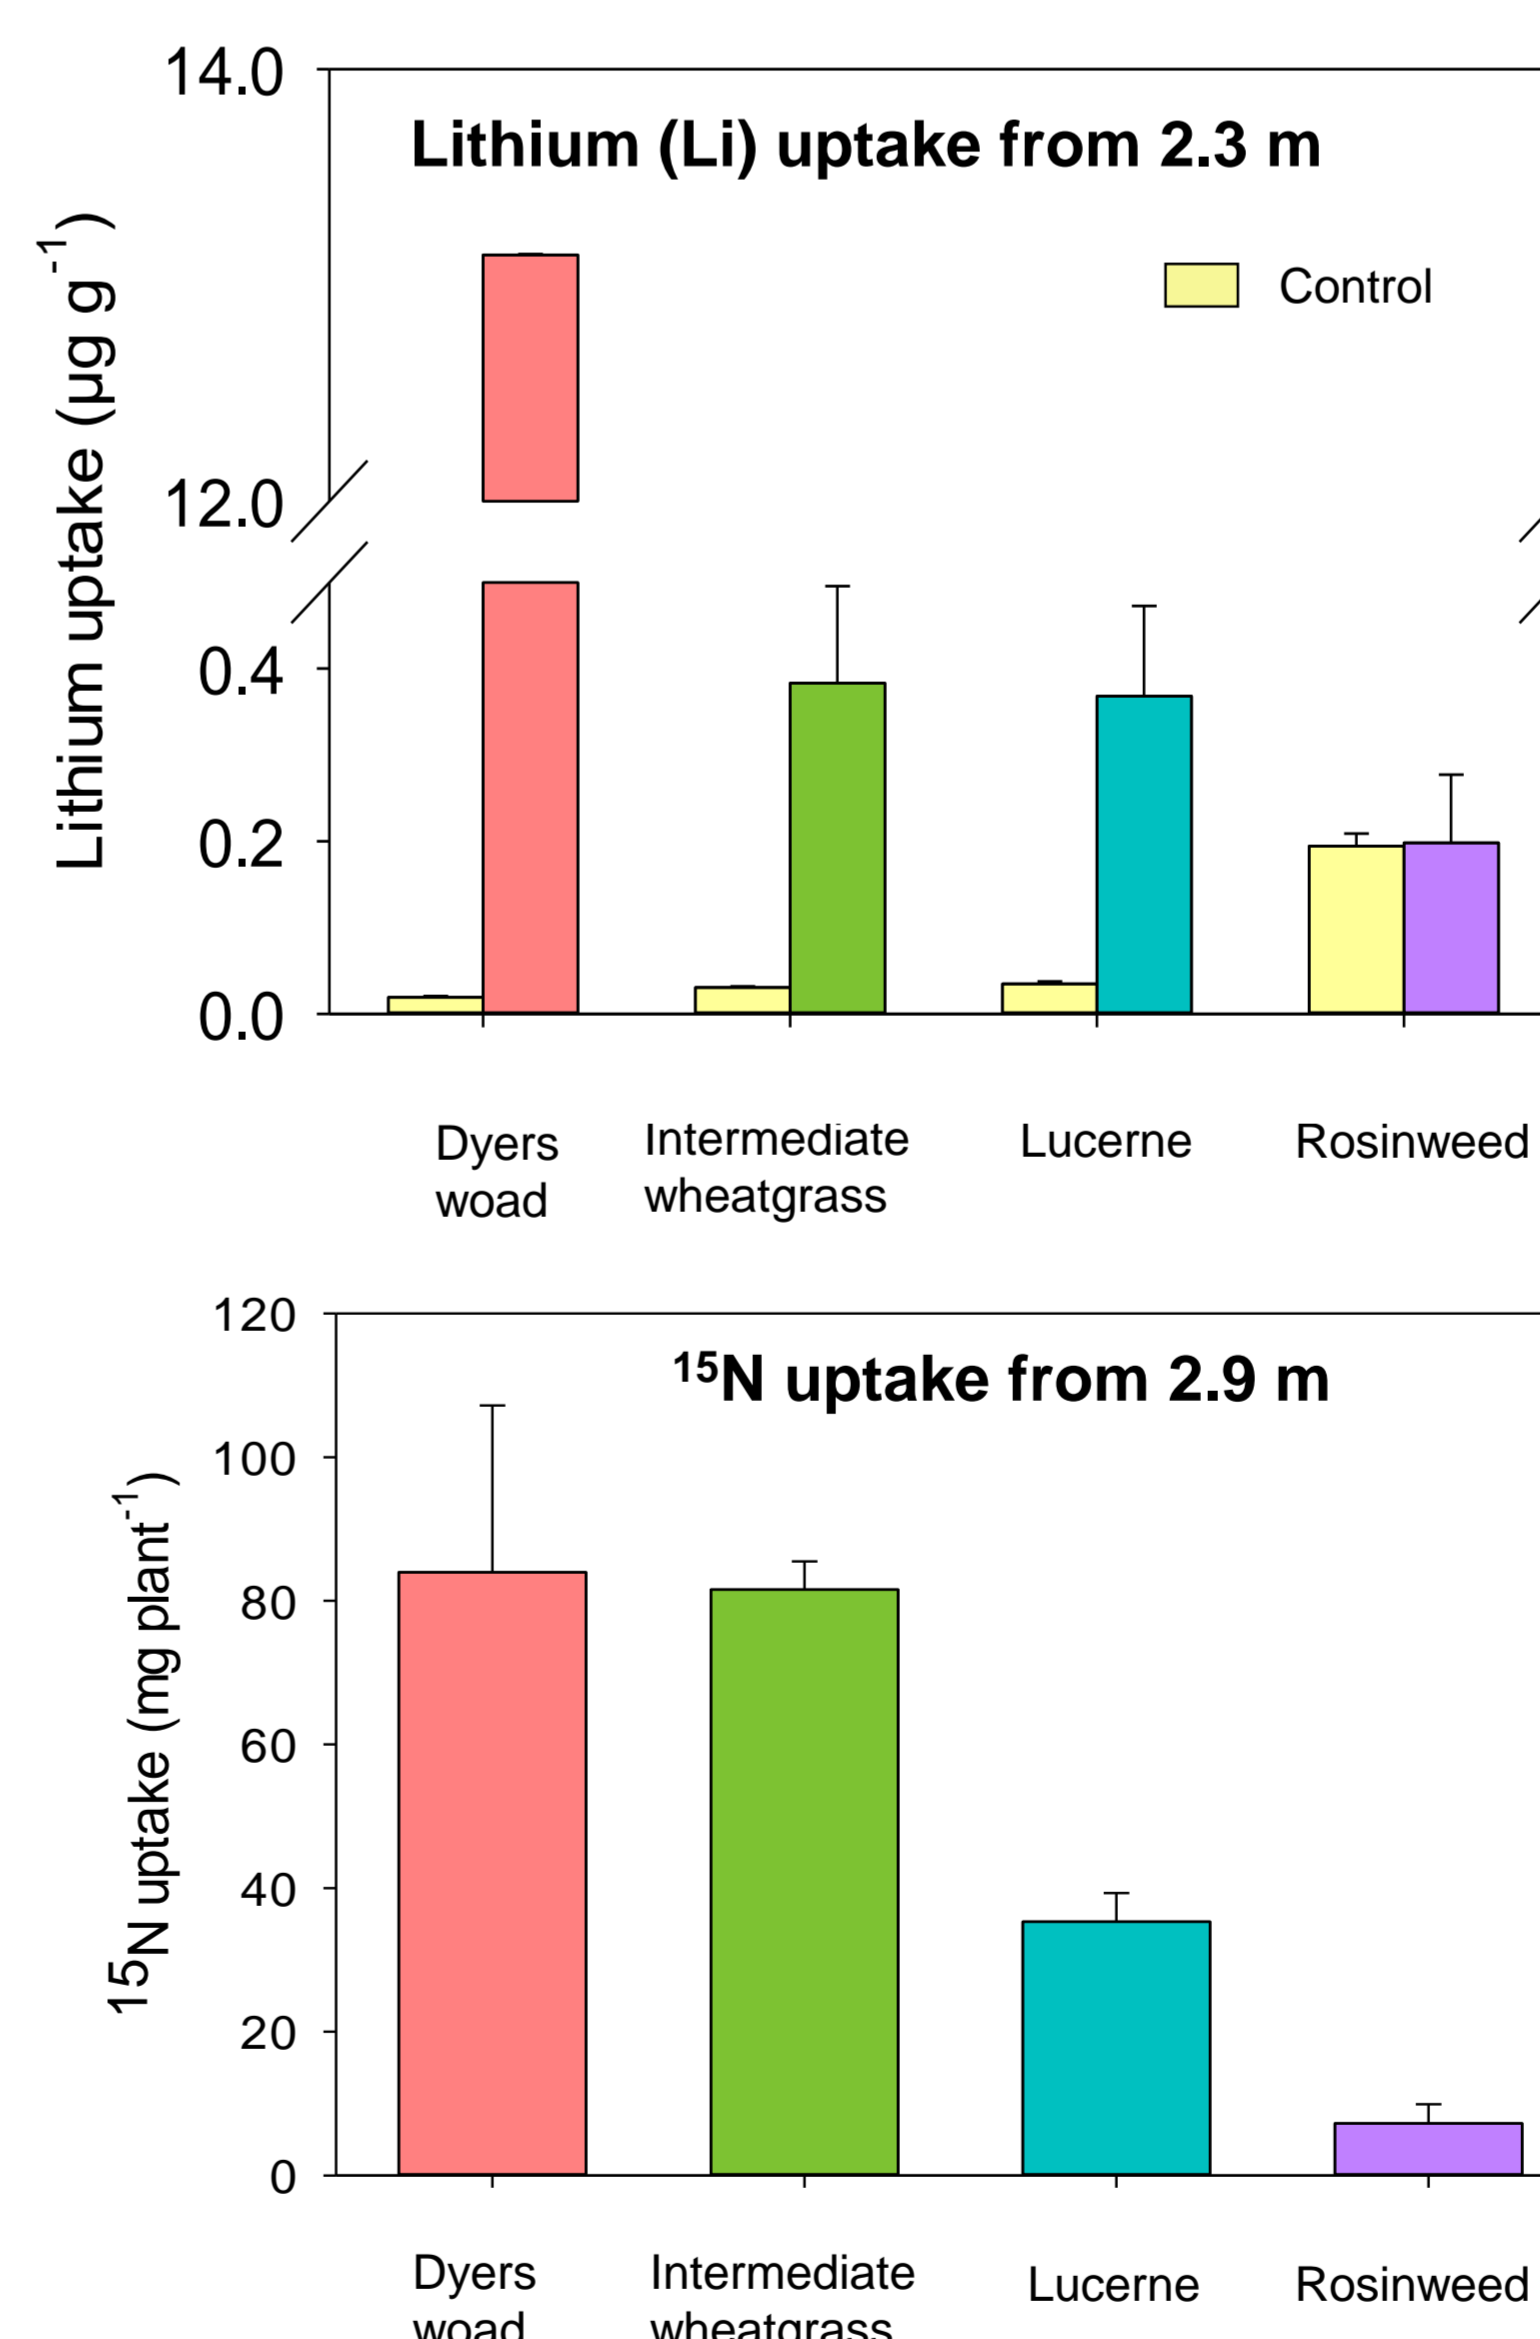 14.0
Lithium (Li) uptake from 2.3 m
Control
12.0
0.4
0.2
0.0
Lithium uptake (µg g⁻¹)
Dyers
woad
Intermediate
wheatgrass
Lucerne
Rosinweed
120
¹⁵N uptake from 2.9 m
100
80
60
40
20
0
15N uptake (mg plant⁻¹)
Dyers
woad
Intermediate
wheatgrass
Lucerne
Rosinweed